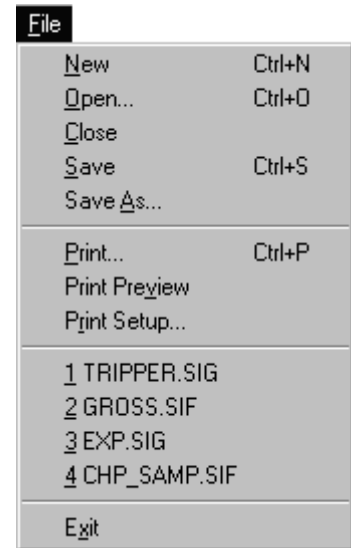 File
New Ctrl+N
Open... Ctrl+O
Close
Save Ctrl+S
Save As...
Print... Ctrl+P
Print Preview
Print Setup...
1 TRIPPER.SIG
2 GROSS.SIF
3 EXP.SIG
4 CHP_SAMP.SIF
Exit